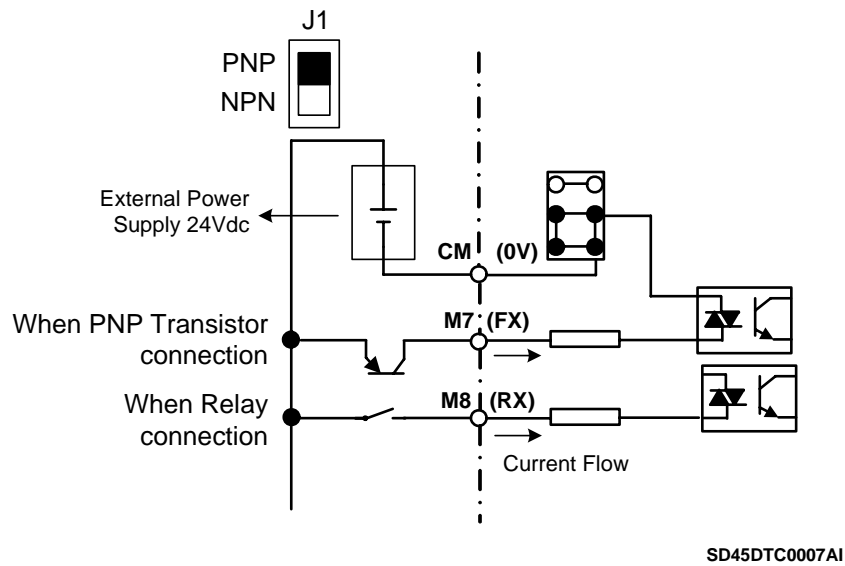 J1
PNP
NPN
External Power
Supply 24Vdc
CM (0V)
When PNP Transistor
connection
M7 (FX)
When Relay
connection
M8 (RX)
Current Flow
SD45DTC0007AI